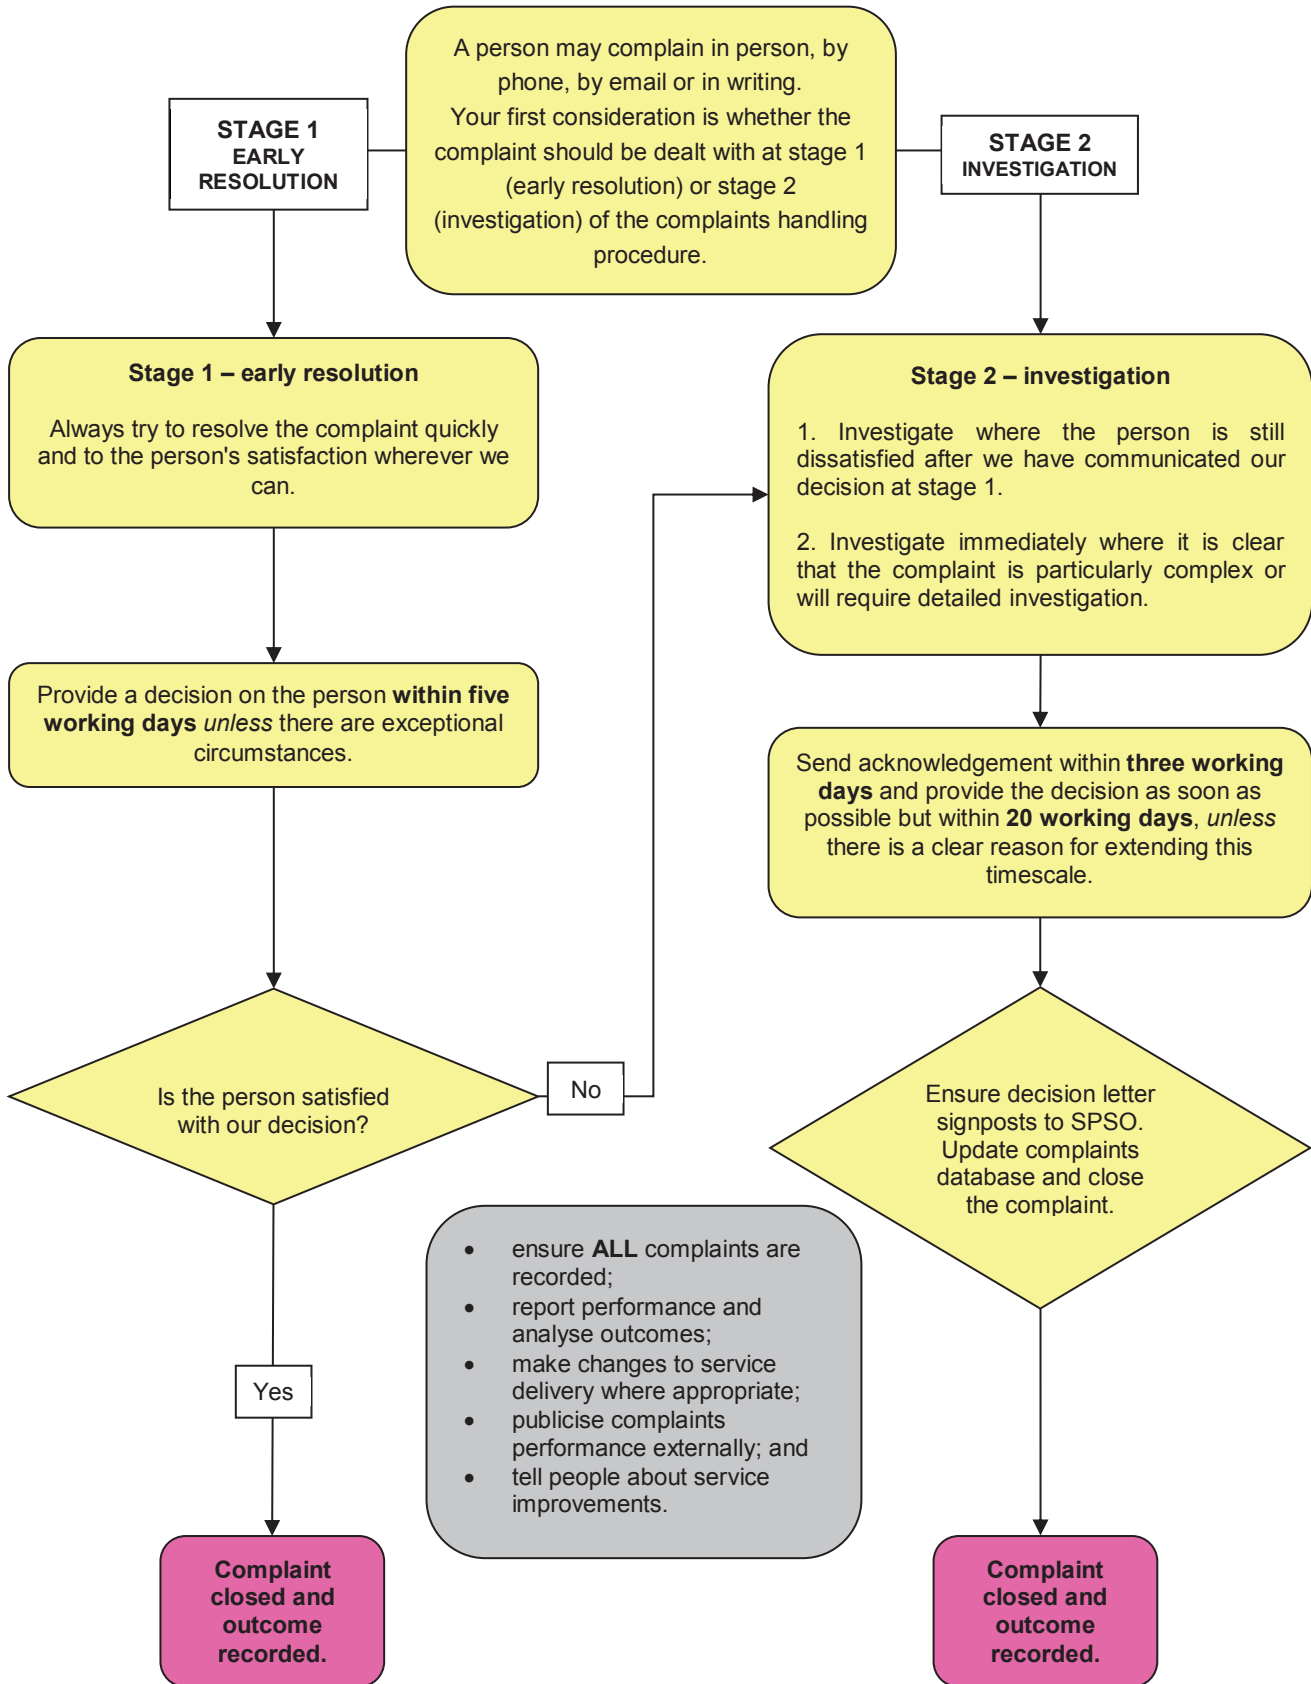 A person may complain in person, by
phone, by email or in writing.
Your first consideration is whether the
complaint should be dealt with at stage 1
(early resolution) or stage 2
(investigation) of the complaints handling
procedure.
STAGE 1
EARLY
RESOLUTION
STAGE 2
INVESTIGATION
Stage 1 – early resolution
Always try to resolve the complaint quickly
and to the person's satisfaction wherever we
can.
Stage 2 – investigation
1. Investigate where the person is still
dissatisfied after we have communicated our
decision at stage 1.
2. Investigate immediately where it is clear
that the complaint is particularly complex or
will require detailed investigation.
Provide a decision on the person within five
working days unless there are exceptional
circumstances.
Send acknowledgement within three working
days and provide the decision as soon as
possible but within 20 working days, unless
there is a clear reason for extending this
timescale.
Is the person satisfied
with our decision?
No
Ensure decision letter
signposts to SPSO.
Update complaints
database and close
the complaint.
• ensure ALL complaints are
recorded;
• report performance and
analyse outcomes;
• make changes to service
delivery where appropriate;
• publicise complaints
performance externally; and
• tell people about service
improvements.
Yes
Complaint
closed and
outcome
recorded.
Complaint
closed and
outcome
recorded.